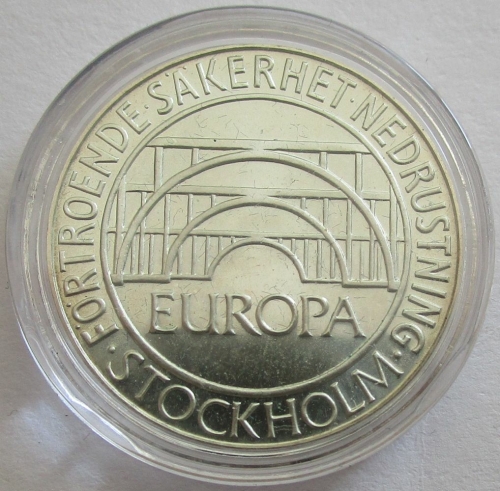 FÖRTROENDE·SÄKERHET·NEDRUSTNING
·STOCKHOLM·
EUROPA